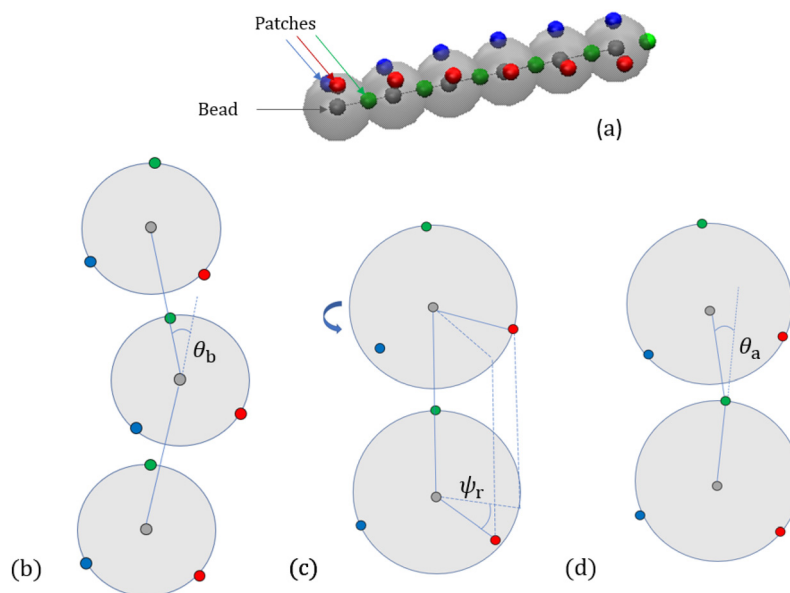 Patches
Bead
(a)
θb
ψr
θa
(b)
(c)
(d)